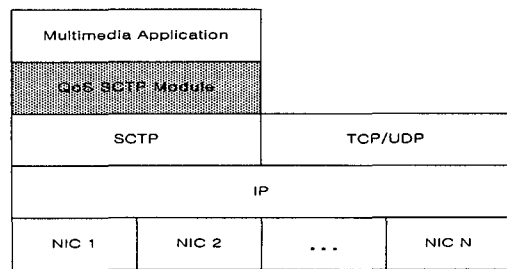 Multimedia Application
QoS SCTP Module
SCTP
TCP/UDP
IP
NIC 1
NIC 2
...
NIC N